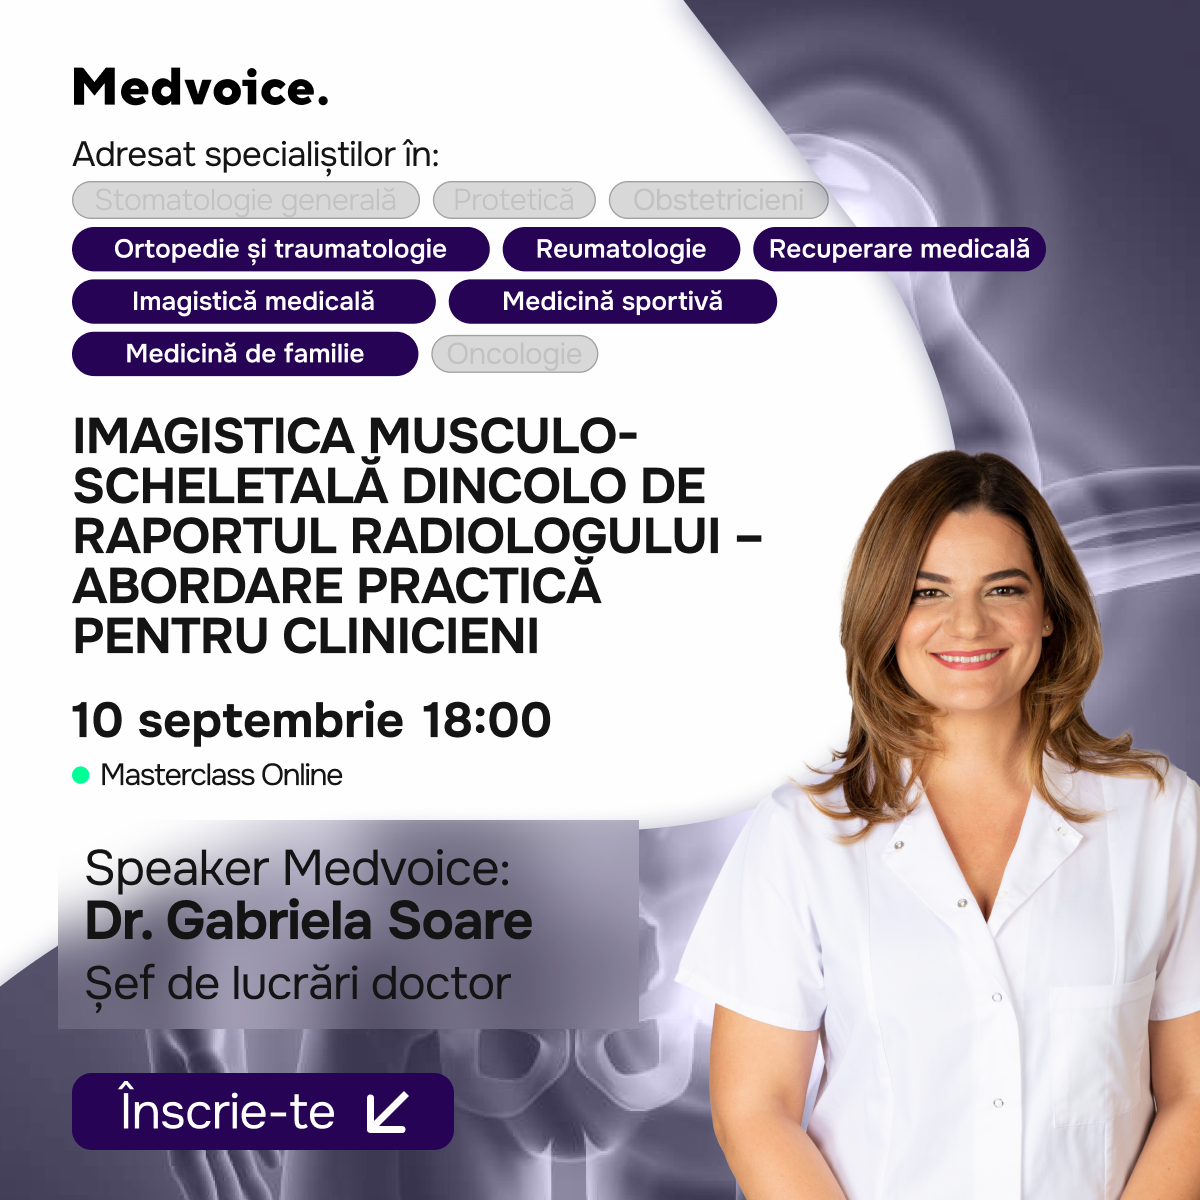 Medvoice.
Adresat specialiștilor în:
Stomatologie generală Protetică Obstetricieni
Ortopedie și traumatologie Reumatologie Recuperare medicală
Imagistică medicală Medicină sportivă
Medicină de familie Oncologie
IMAGISTICA MUSCULO-
SCHELETALĂ DINCOLO DE
RAPORTUL RADIOLOGULUI –
ABORDARE PRACTICĂ
PENTRU CLINICIENI
10 septembrie 18:00
Masterclass Online
Speaker Medvoice:
Dr. Gabriela Soare
Șef de lucrări doctor
Înscrie-te